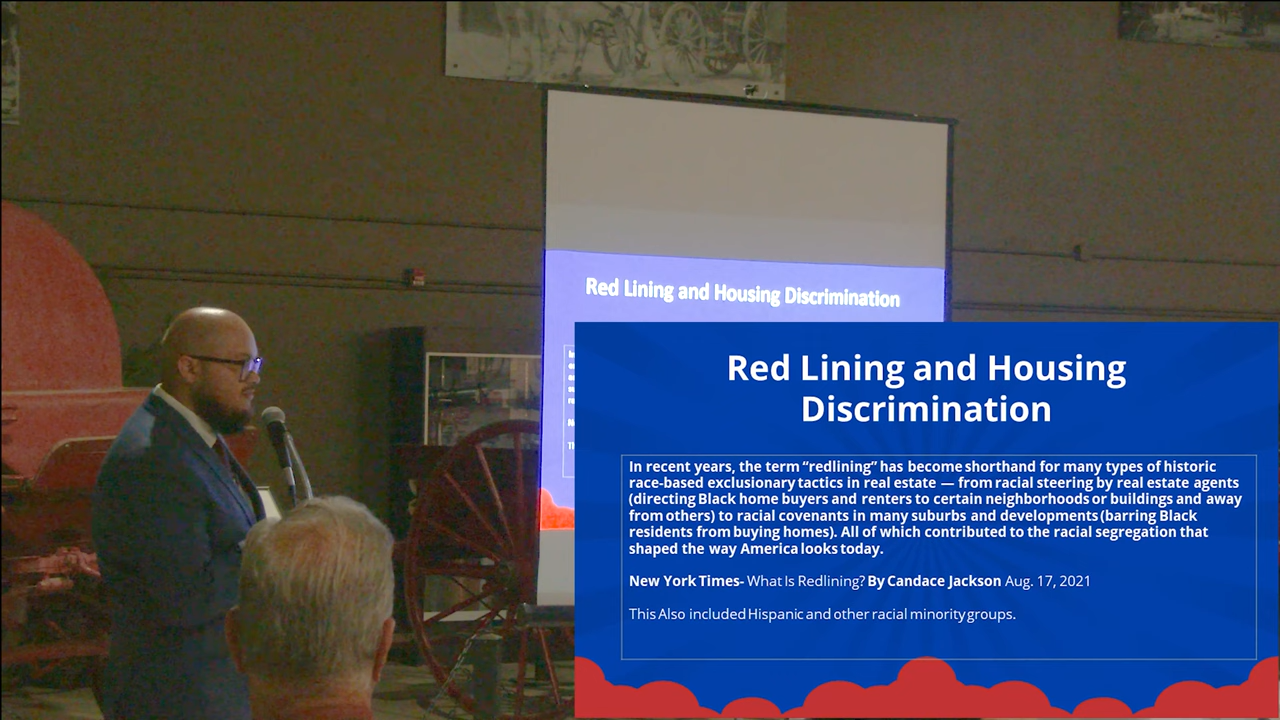 Red Lining and Housing Discrimination
Red Lining and Housing
Discrimination
In recent years, the term “redlining” has become shorthand for many types of historic
race-based exclusionary tactics in real estate — from racial steering by real estate agents
(directing Black home buyers and renters to certain neighborhoods or buildings and away
from others) to racial covenants in many suburbs and developments (barring Black
residents from buying homes). All of which contributed to the racial segregation that
shaped the way America looks today.
New York Times- What Is Redlining? By Candace Jackson Aug. 17, 2021
This Also included Hispanic and other racial minority groups.